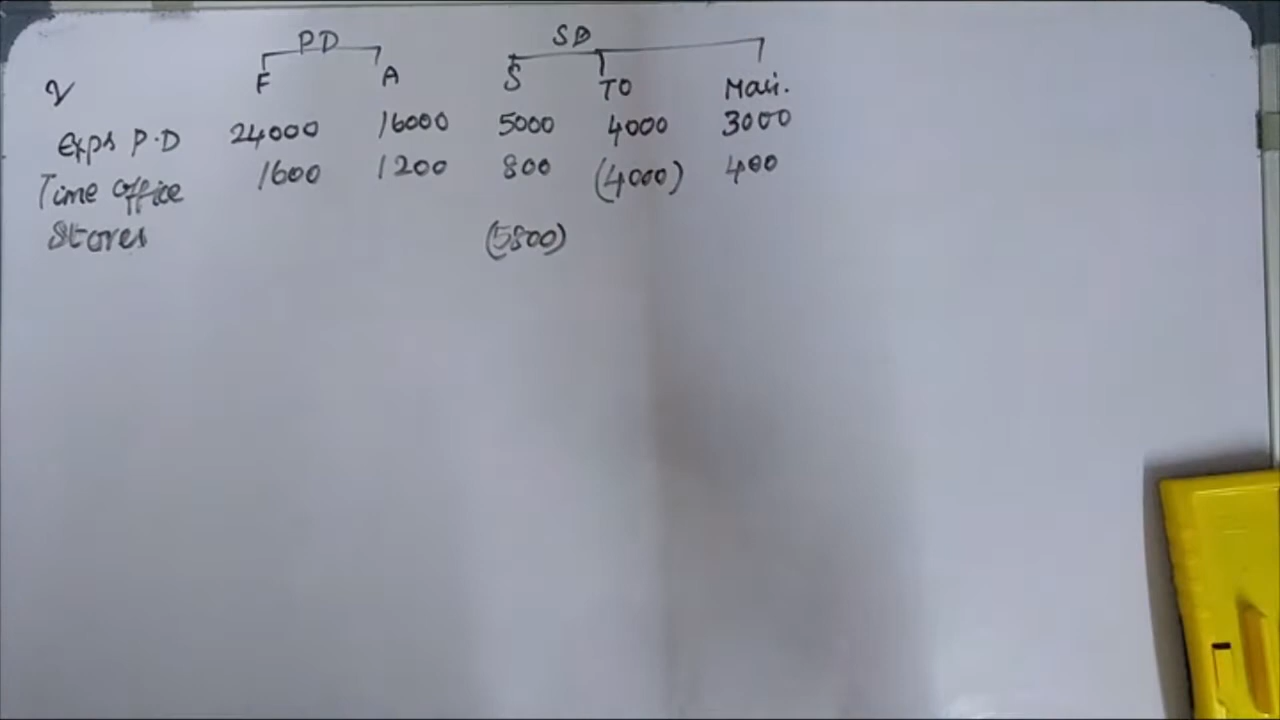 PD SD
F A S TO Mai.
Exps P.D 24000 16000 5000 4000 3000
Time office 1600 1200 800 (4000) 400
Stores (5800)